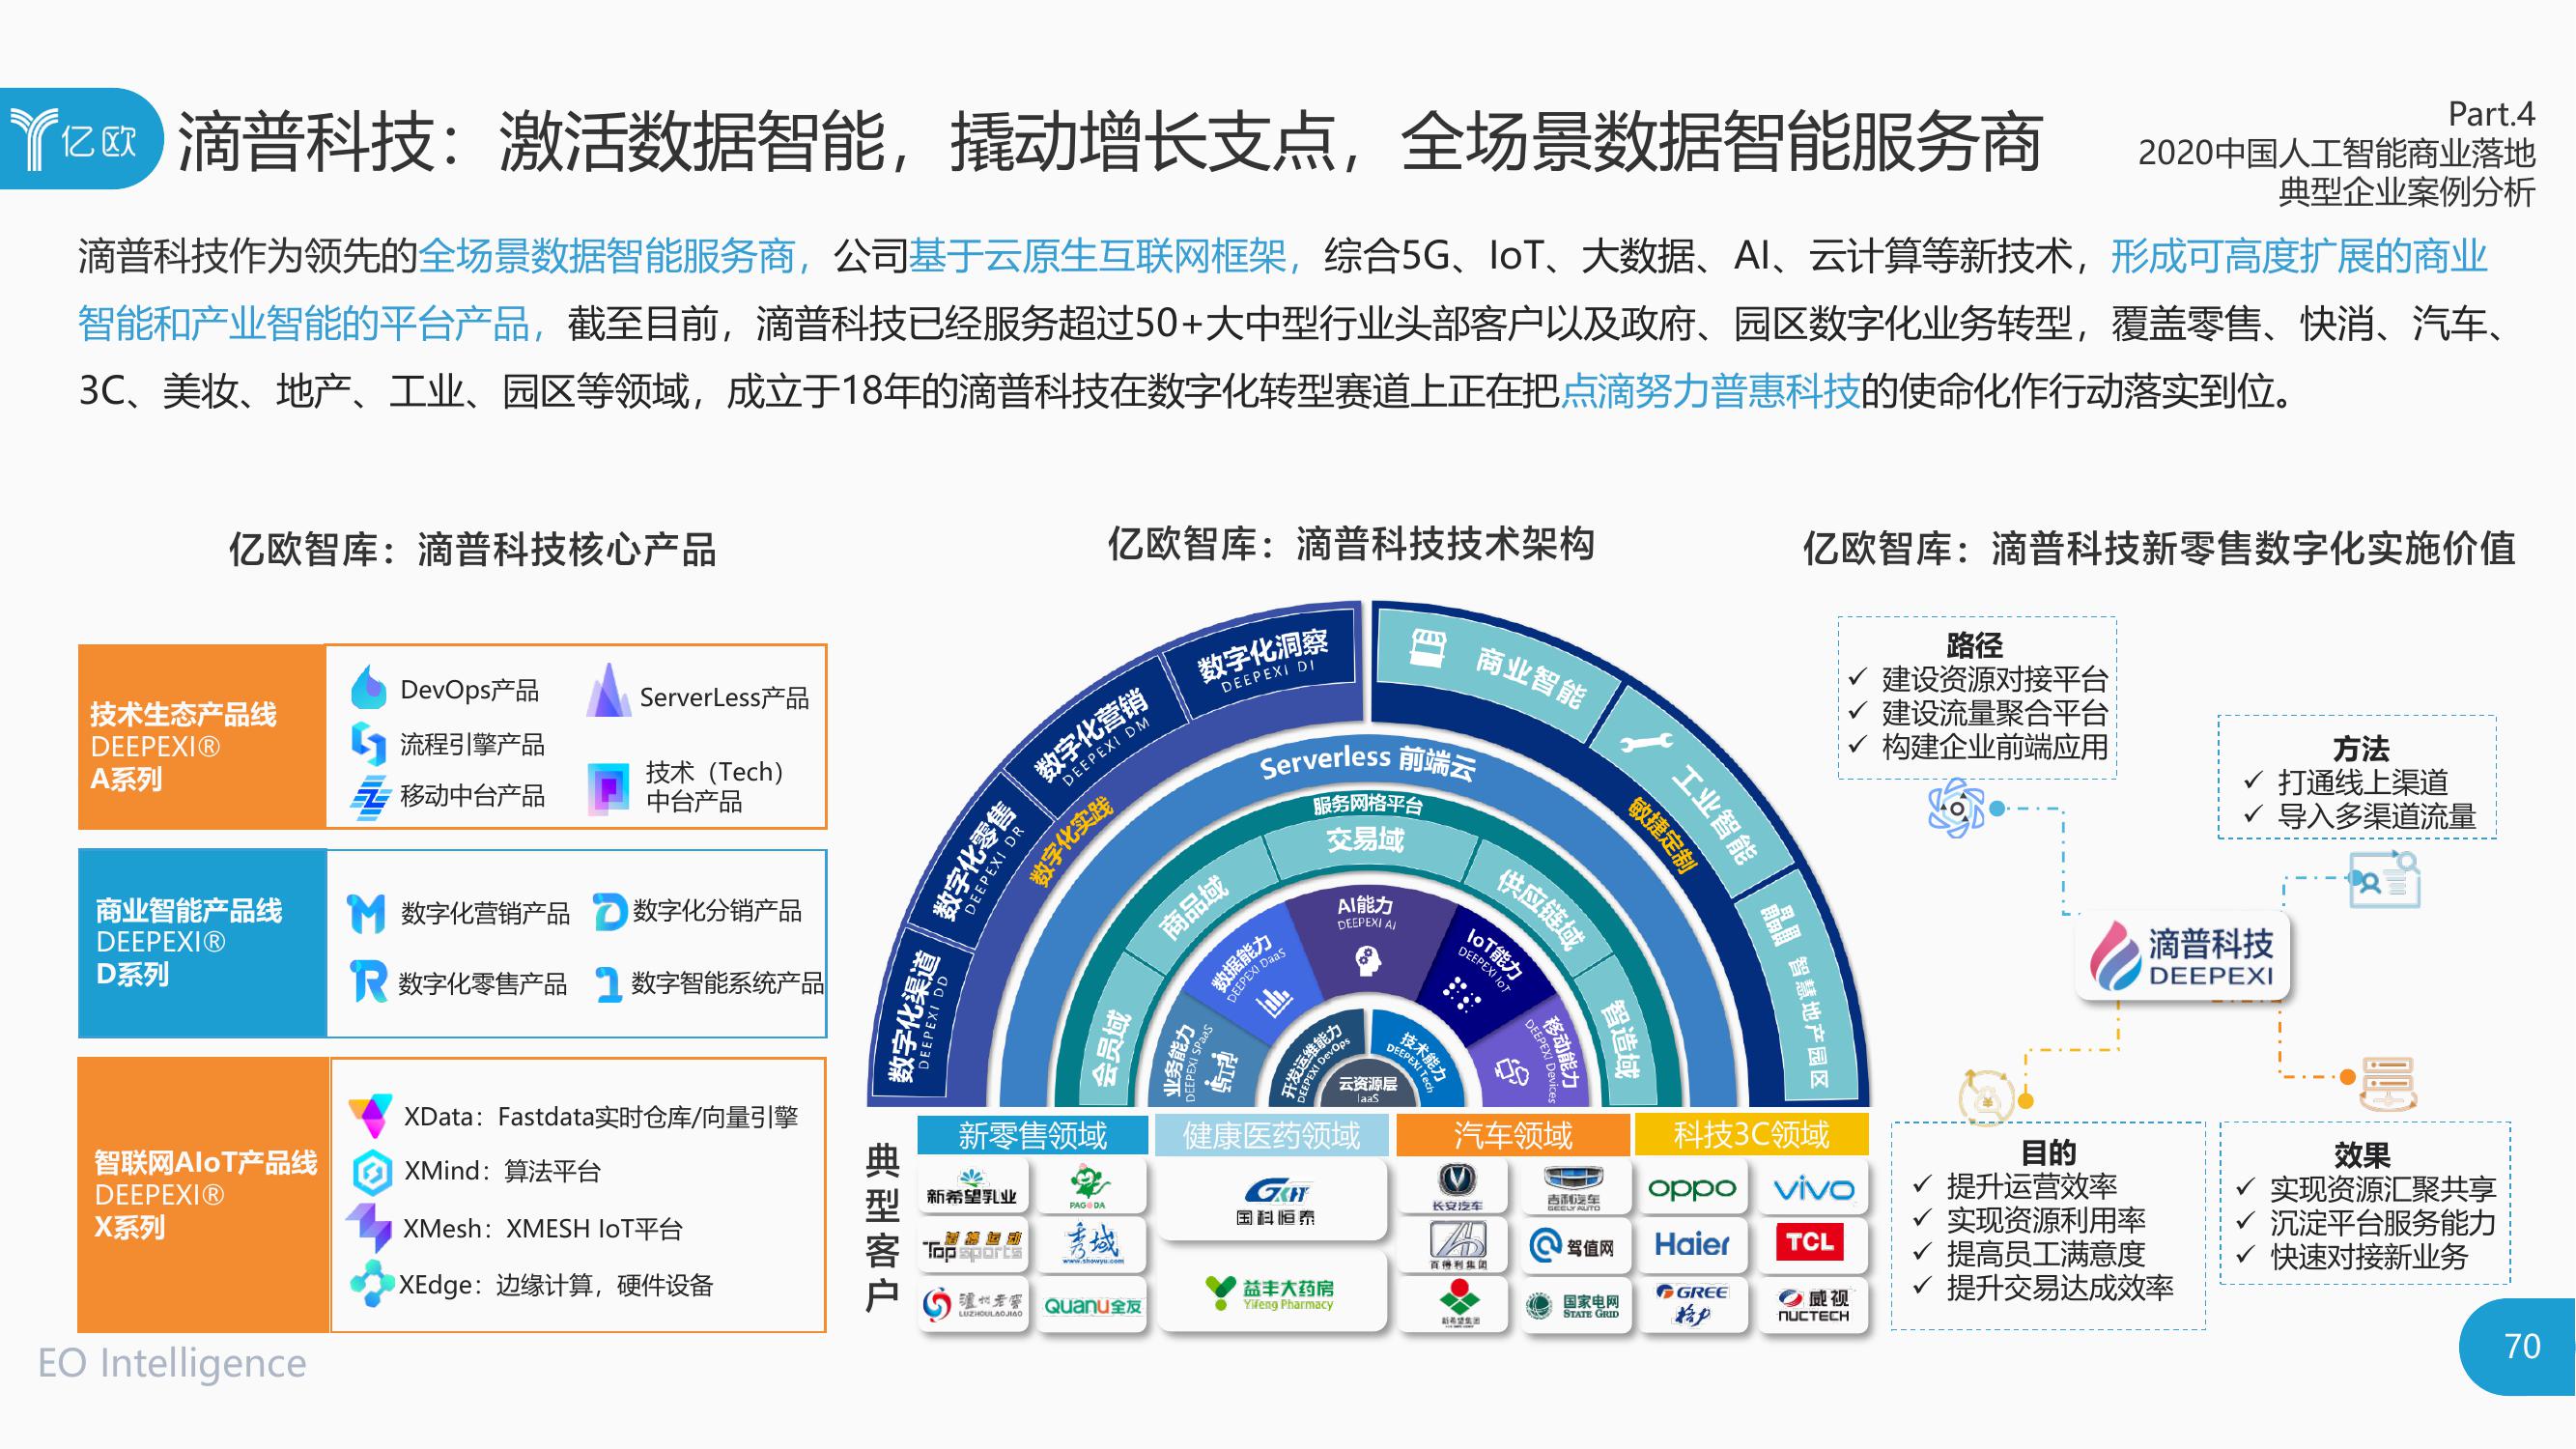 亿欧
滴普科技：激活数据智能，撬动增长支点，全场景数据智能服务商
Part.4
2020中国人工智能商业落地
典型企业案例分析
滴普科技作为领先的全场景数据智能服务商，公司基于云原生互联网框架，综合5G、IoT、大数据、AI、云计算等新技术，形成可高度扩展的商业
智能和产业智能的平台产品，截至目前，滴普科技已经服务超过50+大中型行业头部客户以及政府、园区数字化业务转型，覆盖零售、快消、汽车、
3C、美妆、地产、工业、园区等领域，成立于18年的滴普科技在数字化转型赛道上正在把点滴努力普惠科技的使命化作行动落实到位。
亿欧智库：滴普科技核心产品
技术生态产品线
DEEPEXI®
A系列
DevOps产品
ServerLess产品
流程引擎产品
移动中台产品
技术（Tech）
中台产品
商业智能产品线
DEEPEXI®
D系列
数字化营销产品
数字化分销产品
数字化零售产品
数字智能系统产品
智联网AIoT产品线
DEEPEXI®
X系列
XData：Fastdata实时仓库/向量引擎
XMind：算法平台
XMesh：XMESH IoT平台
XEdge：边缘计算，硬件设备
亿欧智库：滴普科技技术架构
数字化渠道
DEEPEXI DD
数字化零售
DEEPEXI DR
数字化营销
DEEPEXI DM
数字化洞察
DEEPEXI DI
数字化实践
商业智能
工业智能
智慧地产园区
敏捷定制
Serverless 前端云
服务网格平台
会员域
商品域
交易域
供应链域
智造域
业务能力
DEEPEXI SPaaS
数据能力
DEEPEXI DaaS
AI能力
DEEPEXI AI
IoT能力
DEEPEXI IoT
移动能力
DEEPEXI Devices
开发运维能力
DEEPEXI DevOps
技术能力
DEEPEXI Tech
云资源层
IaaS
典型客户
新零售领域
健康医药领域
汽车领域
科技3C领域
新希望乳业
PAGODA
Topsports
秀域
www.showyu.com
泸州老窖
LUZHOULAOJIAO
QUANU全友
GKHT
国科恒泰
益丰大药房
Yifeng Pharmacy
长安汽车
吉利汽车
GEELY AUTO
百得利集团
驾值网
新希望集团
国家电网
STATE GRID
oppo
vivo
Haier
TCL
GREE
格力
威视
NUCTECH
亿欧智库：滴普科技新零售数字化实施价值
路径
✓ 建设资源对接平台
✓ 建设流量聚合平台
✓ 构建企业前端应用
方法
✓ 打通线上渠道
✓ 导入多渠道流量
滴普科技
DEEPEXI
目的
✓ 提升运营效率
✓ 实现资源利用率
✓ 提高员工满意度
✓ 提升交易达成效率
效果
✓ 实现资源汇聚共享
✓ 沉淀平台服务能力
✓ 快速对接新业务
EO Intelligence
70